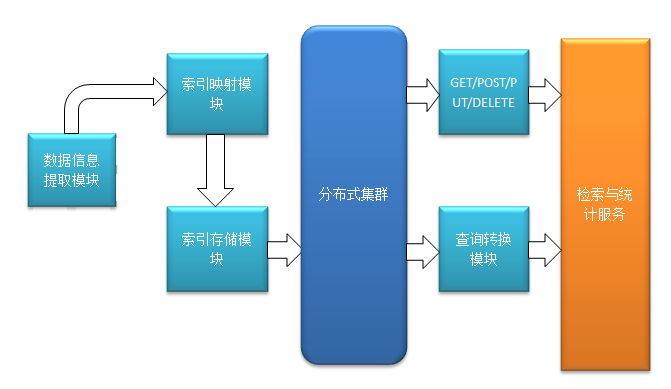 数据信息
提取模块
索引映射模
块
索引存储模
块
分布式集群
GET/POST/P
UT/DELETE
查询转换
模块
检索与统
计服务